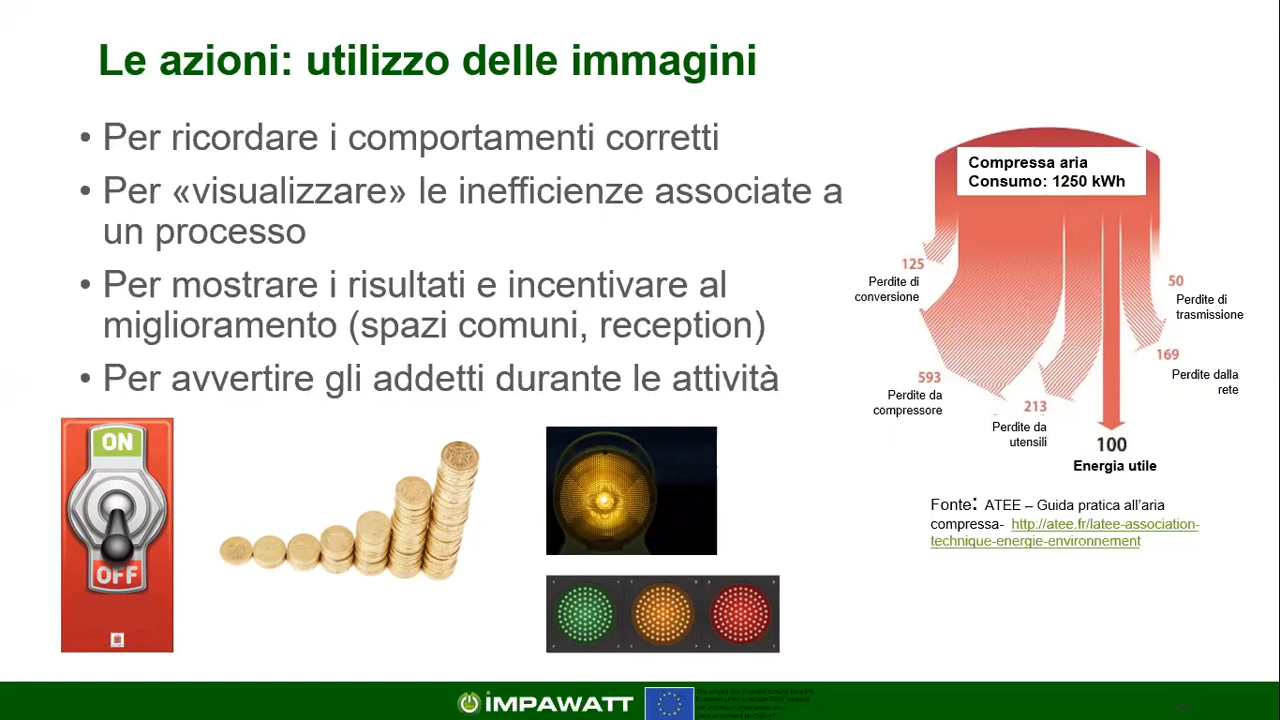 Le azioni: utilizzo delle immagini
• Per ricordare i comportamenti corretti
• Per «visualizzare» le inefficienze associate a
un processo
• Per mostrare i risultati e incentivare al
miglioramento (spazi comuni, reception)
• Per avvertire gli addetti durante le attività
Compressa aria
Consumo: 1250 kWh
125
Perdite di
conversione
50
Perdite di
trasmissione
169
Perdite dalla
rete
593
Perdite da
compressore
213
Perdite da
utensili
100
Energia utile
Fonte: ATEE – Guida pratica all'aria
compressa- http://atee.fr/latee-association-
technique-energie-environnement
ON
OFF
iMPAWATT